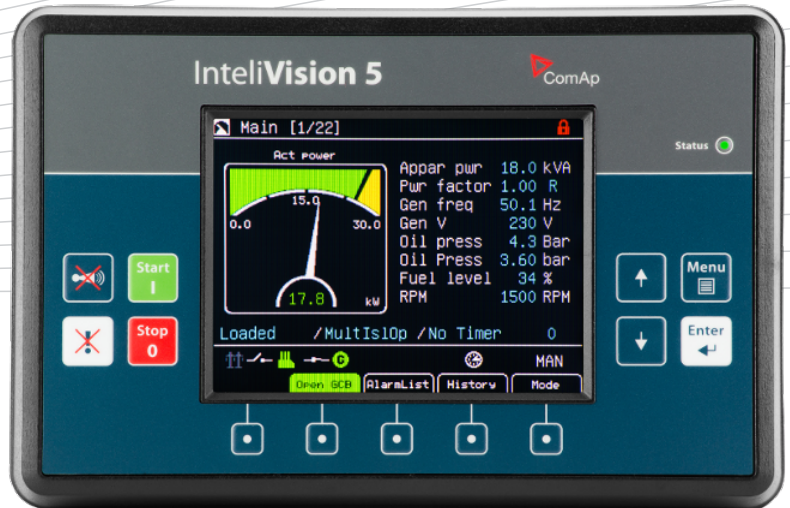 InteliVision 5
ComAp
Main [1/22]
Status
Act power
15.0
0.0
30.0
17.8
kW
Appar pwr 18.0 kVA
Pwr factor 1.00 R
Gen freq 50.1 Hz
Gen V 230 V
Oil press 4.3 Bar
Oil Press 3.60 bar
Fuel level 34 %
RPM 1500 RPM
Loaded /MultIslOp /No Timer 0
G
MAN
Open GCB
AlarmList
History
Mode
Start
I
Stop
0
Menu
Enter